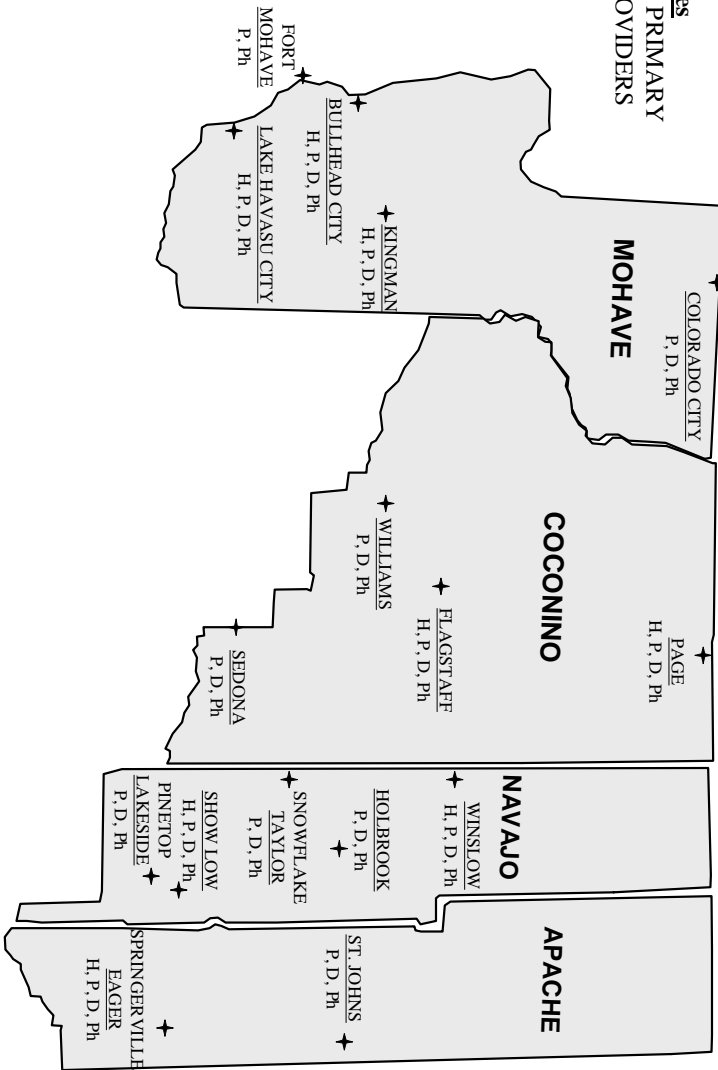 es
PRIMARY
OVIDERS
COLORADO CITY
P, D, Ph
MOHAVE
KINGMAN
H, P, D, Ph
BULLHEAD CITY
H, P, D, Ph
FORT
MOHAVE
P, Ph
LAKE HAVASU CITY
H, P, D, Ph
PAGE
H, P, D, Ph
COCONINO
FLAGSTAFF
H, P, D, Ph
WILLIAMS
P, D, Ph
SEDONA
P, D, Ph
NAVAJO
WINSLOW
H, P, D, Ph
HOLBROOK
P, D, Ph
SNOWFLAKE
TAYLOR
P, D, Ph
SHOW LOW
H, P, D, Ph
PINETOP
LAKESIDE
P, D, Ph
APACHE
ST. JOHNS
P, D, Ph
SPRINGERVILLE
EAGER
H, P, D, Ph